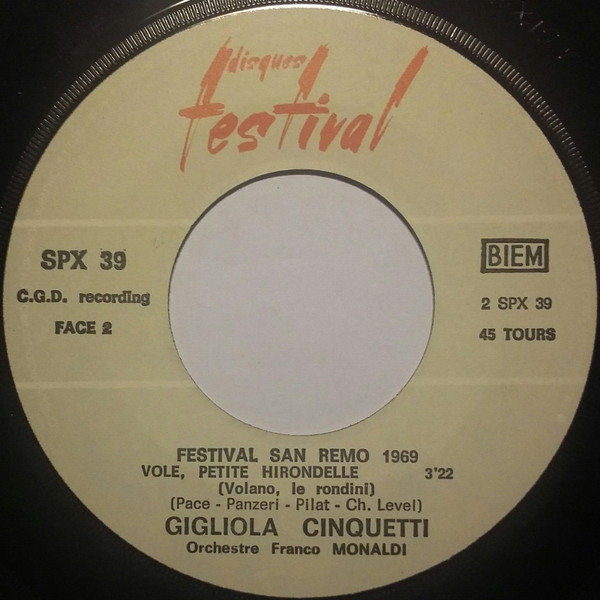 disques
festival
SPX 39
C.G.D. recording
FACE 2
BIEM
2 SPX 39
45 TOURS
FESTIVAL SAN REMO 1969
VOLE, PETITE HIRONDELLE 3'22
(Volano, le rondini)
(Pace - Panzeri - Pilat - Ch. Level)
GIGLIOLA CINQUETTI
Orchestre Franco MONALDI